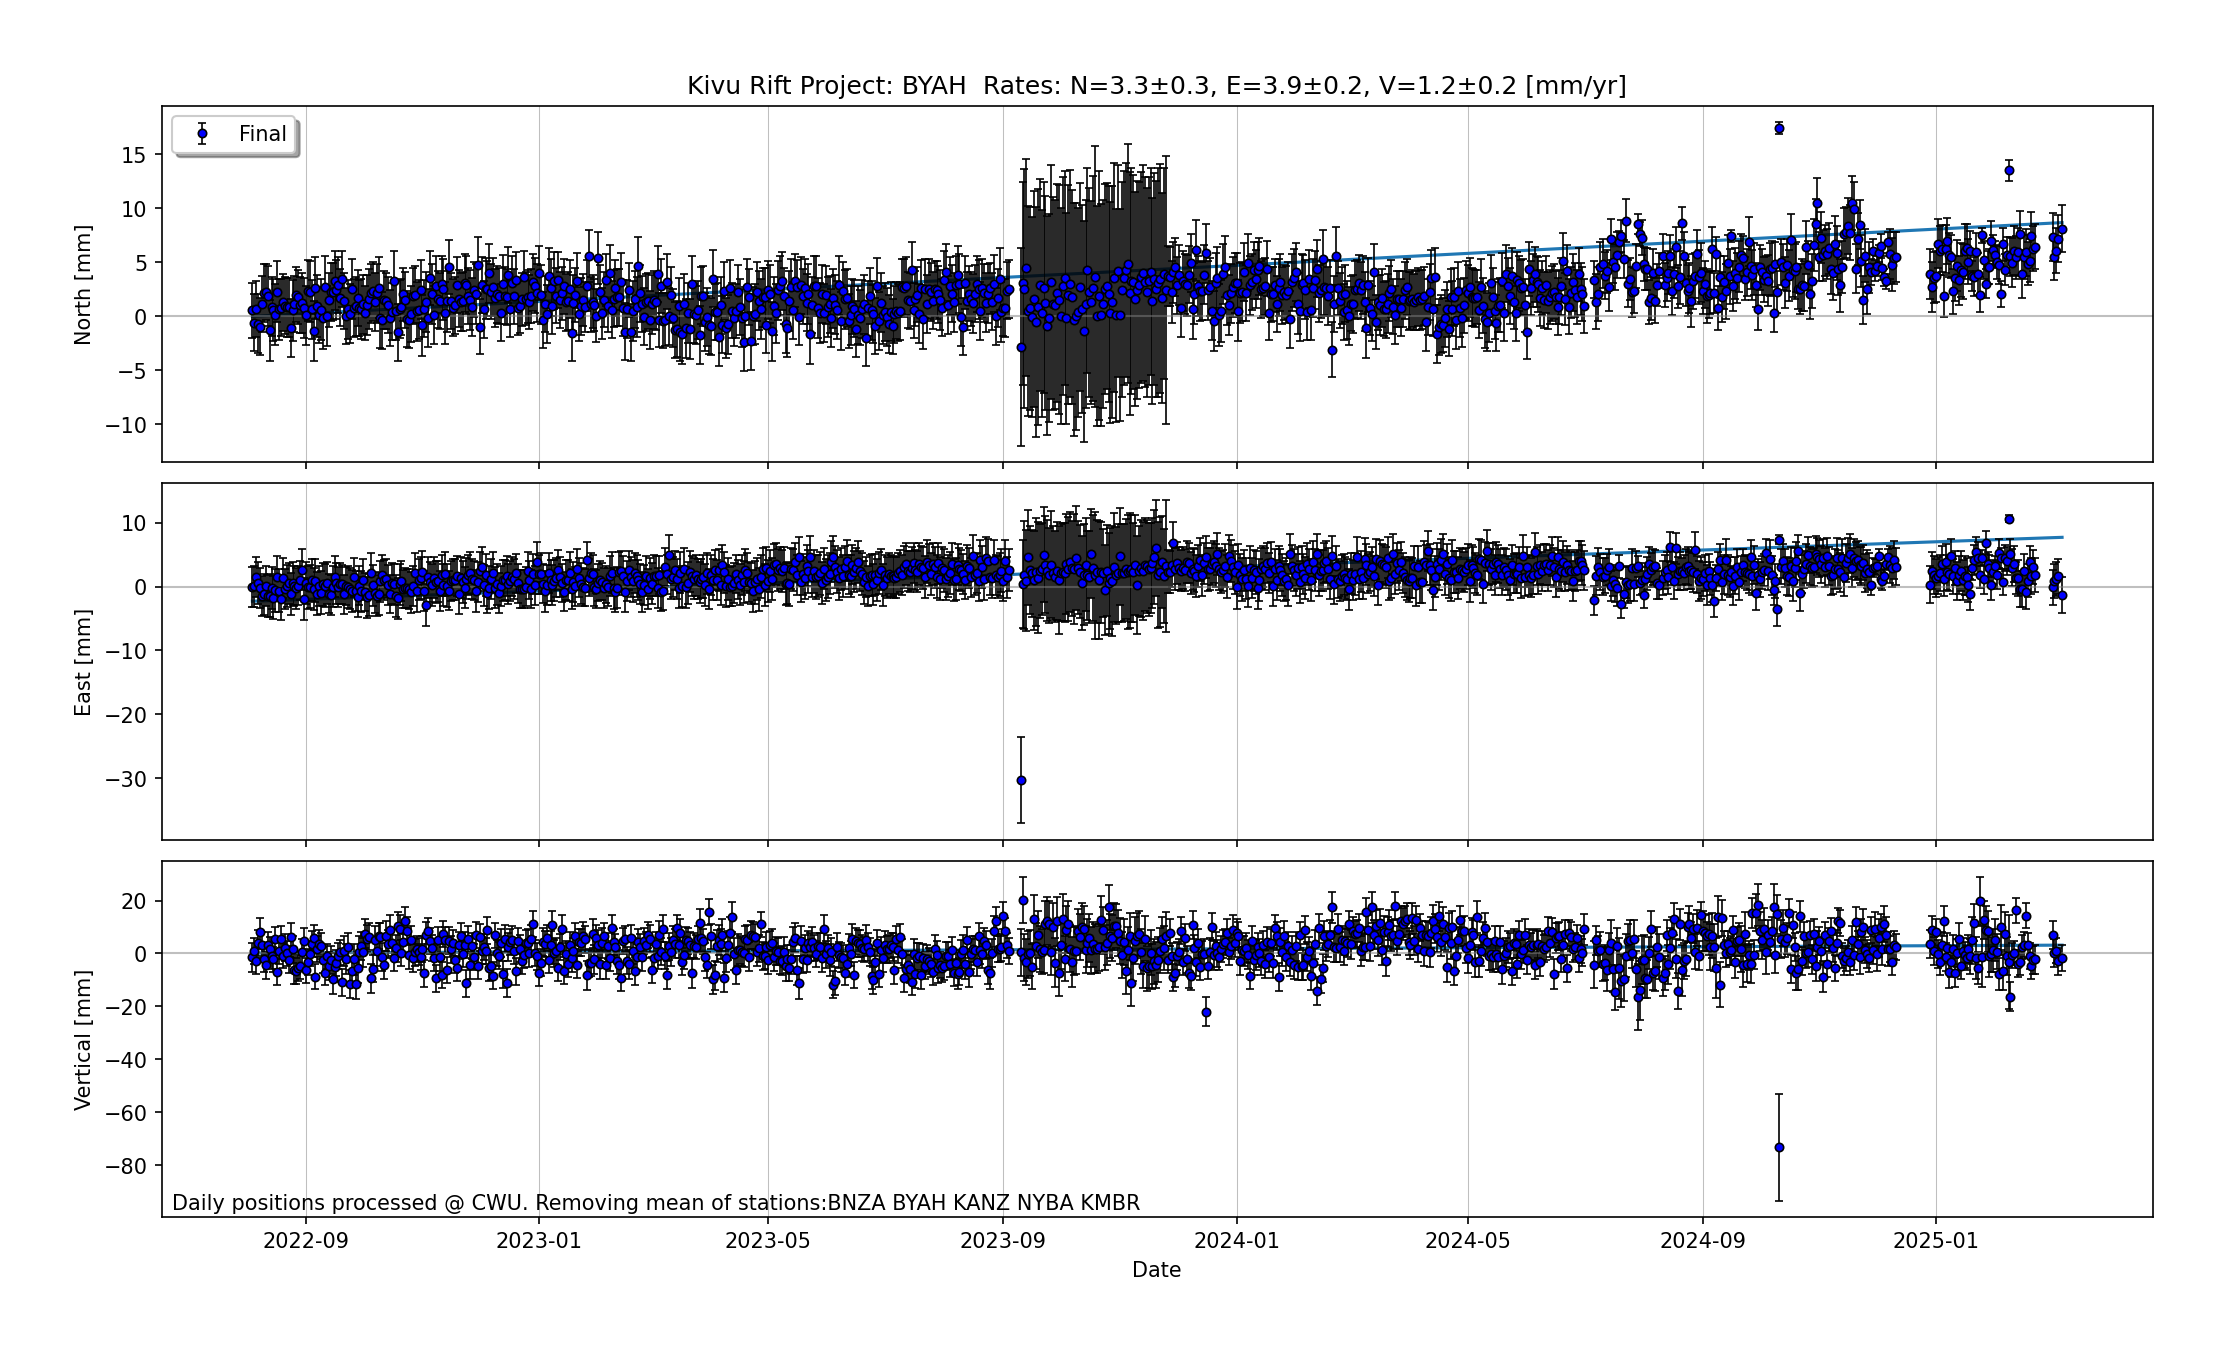 Kivu Rift Project: BYAH  Rates: N=3.3±0.3, E=3.9±0.2, V=1.2±0.2 [mm/yr]
Final
15
10
5
0
−5
−10
North [mm]
10
0
−10
−20
−30
East [mm]
20
0
−20
−40
−60
−80
Vertical [mm]
Daily positions processed @ CWU. Removing mean of stations:BNZA BYAH KANZ NYBA KMBR
2022-09 2023-01 2023-05 2023-09 2024-01 2024-05 2024-09 2025-01
Date